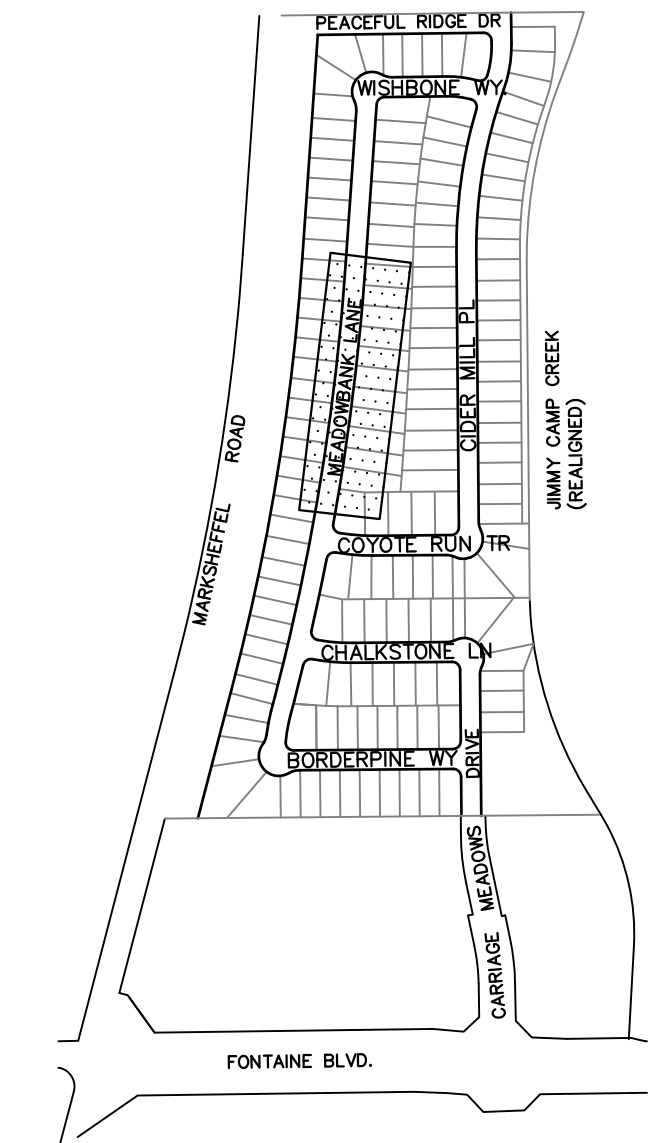 PEACEFUL RIDGE DR
WISHBONE WY.
MEADOWBANK LANE
CIDER MILL PL
JIMMY CAMP CREEK
(REALIGNED)
MARKSHEFFEL ROAD
COYOTE RUN TR
CHALKSTONE LN
BORDERPINE WY
CARRIAGE MEADOWS DRIVE
FONTAINE BLVD.